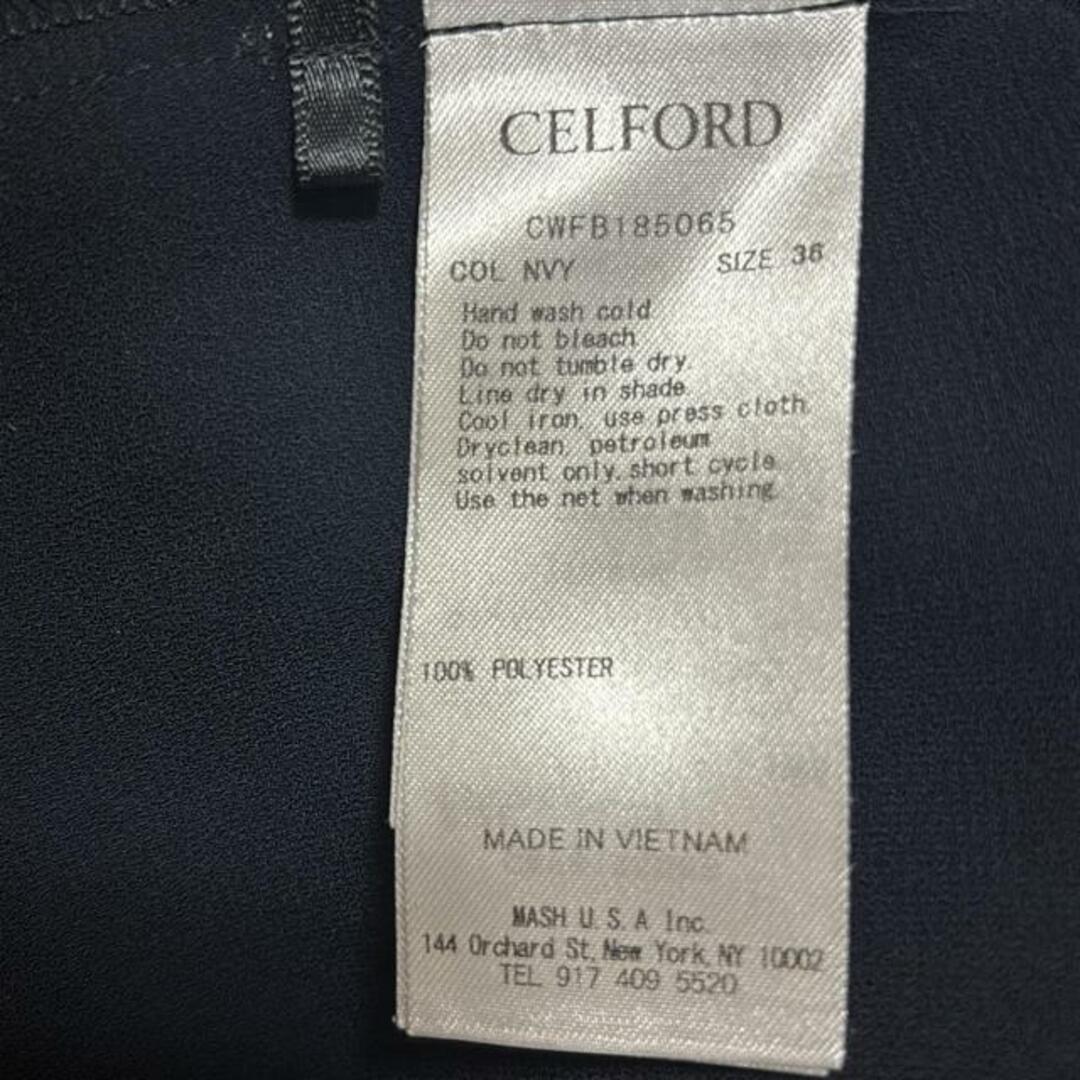 CELFORD
CWFB185065
COL NVY SIZE 36
Hand wash cold.
Do not bleach.
Do not tumble dry.
Line dry in shade.
Cool iron, use press cloth.
Dryclean, petroleum
solvent only, short cycle.
Use the net when washing.
100% POLYESTER
MADE IN VIETNAM
MASH U.S.A Inc.
144 Orchard St, New York, NY 10002
TEL 917 409 5520